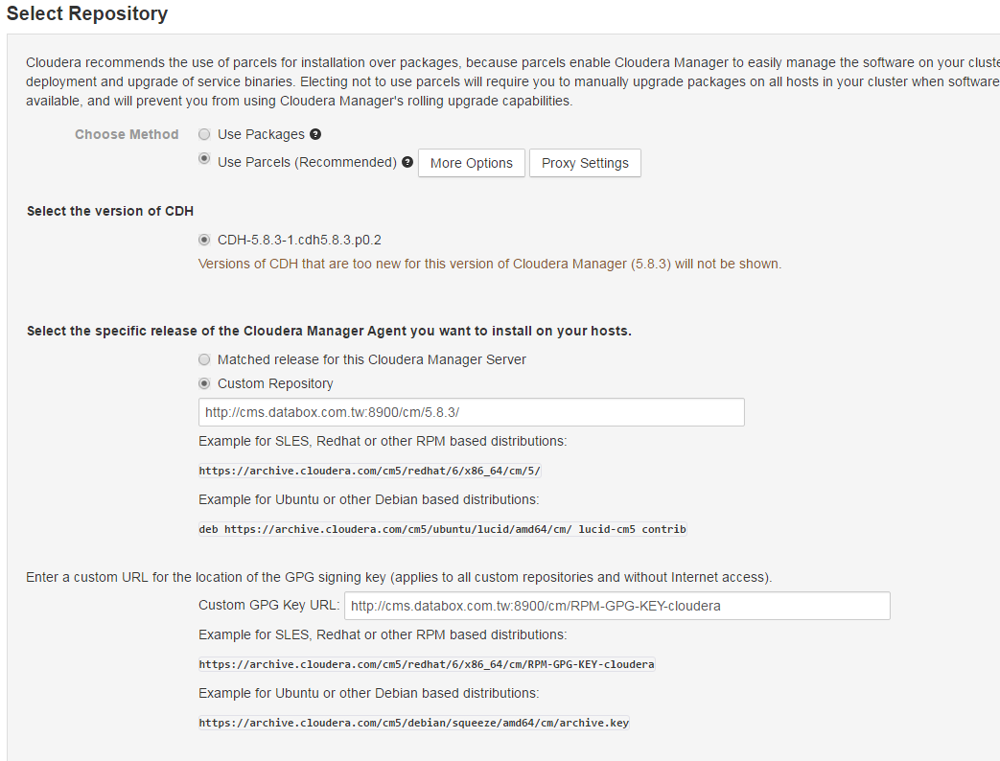 Select Repository
Cloudera recommends the use of parcels for installation over packages, because parcels enable Cloudera Manager to easily manage the software on your
deployment and upgrade of service binaries. Electing not to use parcels will require you to manually upgrade packages on all hosts in your cluster when software
available, and will prevent you from using Cloudera Manager's rolling upgrade capabilities.
Choose Method
Use Packages ?
Use Parcels (Recommended) ? More Options Proxy Settings
Select the version of CDH
CDH-5.8.3-1.cdh5.8.3.p0.2
Versions of CDH that are too new for this version of Cloudera Manager (5.8.3) will not be shown.
Select the specific release of the Cloudera Manager Agent you want to install on your hosts.
Matched release for this Cloudera Manager Server
Custom Repository
http://cms.databox.com.tw:8900/cm/5.8.3/
Example for SLES, Redhat or other RPM based distributions:
https://archive.cloudera.com/cm5/redhat/6/x86_64/cm/5/
Example for Ubuntu or other Debian based distributions:
deb https://archive.cloudera.com/cm5/ubuntu/lucid/amd64/cm/ lucid-cm5 contrib
Enter a custom URL for the location of the GPG signing key (applies to all custom repositories and without Internet access).
Custom GPG Key URL: http://cms.databox.com.tw:8900/cm/RPM-GPG-KEY-cloudera
Example for SLES, Redhat or other RPM based distributions:
https://archive.cloudera.com/cm5/redhat/6/x86_64/cm/RPM-GPG-KEY-cloudera
Example for Ubuntu or other Debian based distributions:
https://archive.cloudera.com/cm5/debian/squeeze/amd64/cm/archive.key